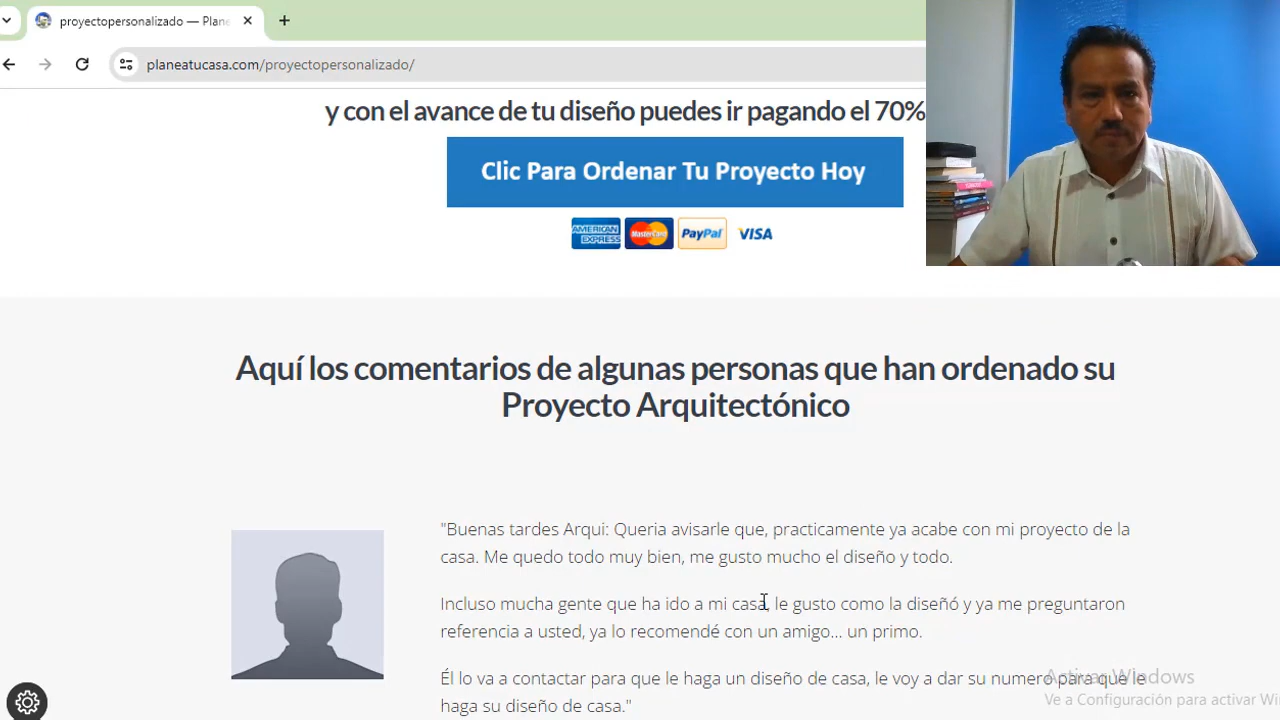 proyectopersonalizado — Plane
planeatucasa.com/proyectopersonalizado/
y con el avance de tu diseño puedes ir pagando el 70%
Clic Para Ordenar Tu Proyecto Hoy
AMERICAN EXPRESS MasterCard PayPal VISA
Aquí los comentarios de algunas personas que han ordenado su
Proyecto Arquitectónico
"Buenas tardes Arqui: Queria avisarle que, practicamente ya acabe con mi proyecto de la
casa. Me quedo todo muy bien, me gusto mucho el diseño y todo.
Incluso mucha gente que ha ido a mi casa, le gusto como la diseñó y ya me preguntaron
referencia a usted, ya lo recomendé con un amigo... un primo.
Él lo va a contactar para que le haga un diseño de casa, le voy a dar su numero para que le
haga su diseño de casa."
Activar Windows
Ve a Configuración para activar Wi